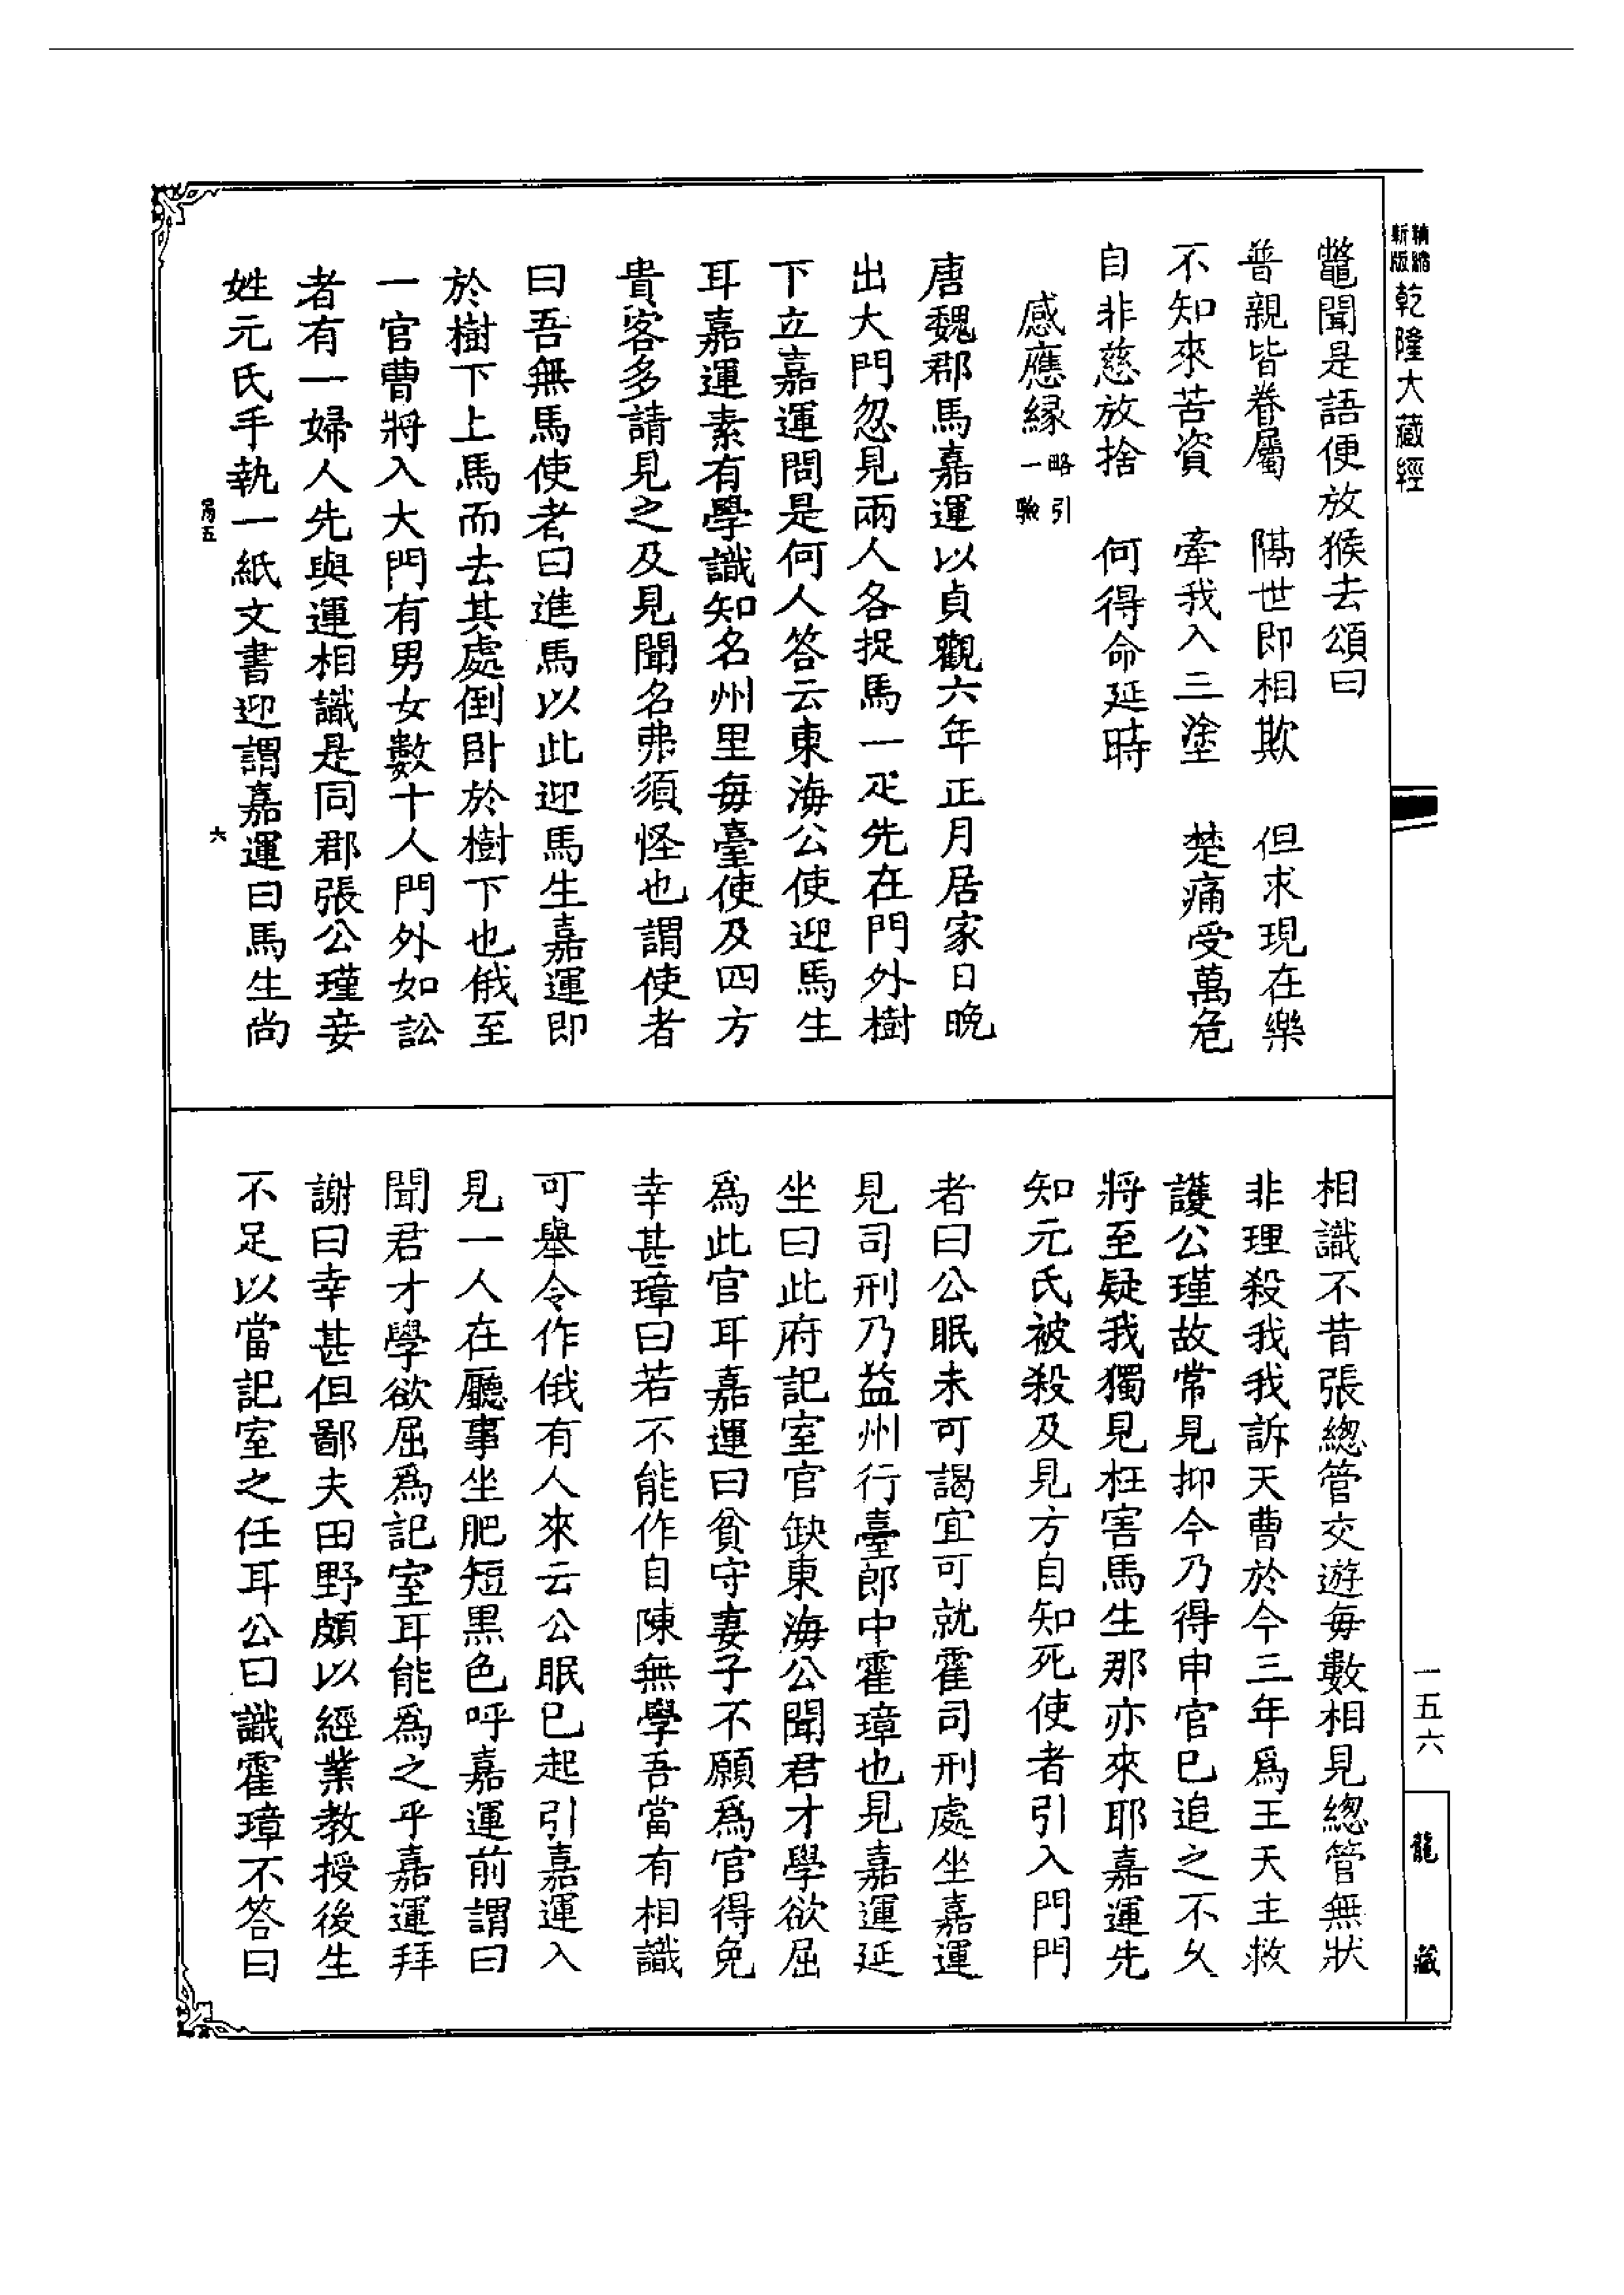 新版精縮 乾隆大藏經
鼈聞是語便放猴去頌曰
普親皆眷屬 隔世即相欺 但求現在樂
不知來苦資 牽我入三塗 楚痛受萬危
自非慈放捨 何得命延時
感應緣略引一驗
唐魏郡馬嘉運以貞觀六年正月居家日晚
出大門忽見兩人各捉馬一疋先在門外樹
下立嘉運問是何人答云東海公使迎馬生
耳嘉運素有學識知名州里每臺使及四方
貴客多請見之及見聞名弗須怪也謂使者
曰吾無馬使者曰進馬以此迎馬生嘉運即
於樹下上馬而去其處倒卧於樹下也俄至
一官曹將入大門有男女數十人門外如訟
者有一婦人先與運相識是同郡張公瑾妾
姓元氏手執一紙文書迎謂嘉運曰馬生尚
六
相識不昔張總管交遊每數相見總管無狀
非理殺我我訴天曹於今三年為王天主救
護公瑾故常見抑今乃得申官已追之不久
將至疑我獨見枉害馬生那亦來耶嘉運先
知元氏被殺及見方自知死使者引入門門
者曰公眠未可謁宜可就霍司刑處坐嘉運
見司刑乃益州行臺郎中霍璋也見嘉運延
坐曰此府記室官缺東海公聞君才學欲屈
為此官耳嘉運曰貧守妻子不願為官得免
幸甚璋曰若不能作自陳無學吾當有相識
可舉令作俄有人來云公眠已起引嘉運入
見一人在廳事坐肥短黑色呼嘉運前謂曰
聞君才學欲屈為記室耳能為之乎嘉運拜
謝曰幸甚但鄙夫田野頗以經業教授後生
不足以當記室之任耳公曰識霍璋不答曰
一五六
龍藏